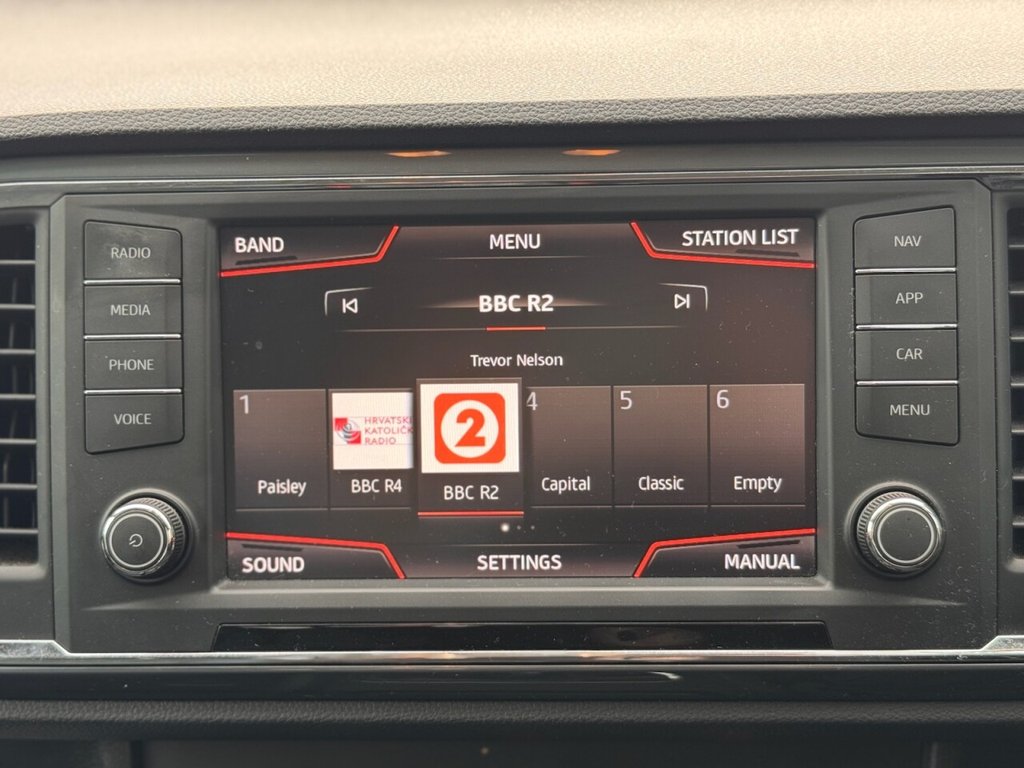 RADIO
MEDIA
PHONE
VOICE
BAND
MENU
STATION LIST
BBC R2
Trevor Nelson
1
Paisley
HRVATSKI
KATOLIČK
RADIO
BBC R4
2
BBC R2
4
Capital
5
Classic
6
Empty
SOUND
SETTINGS
MANUAL
NAV
APP
CAR
MENU